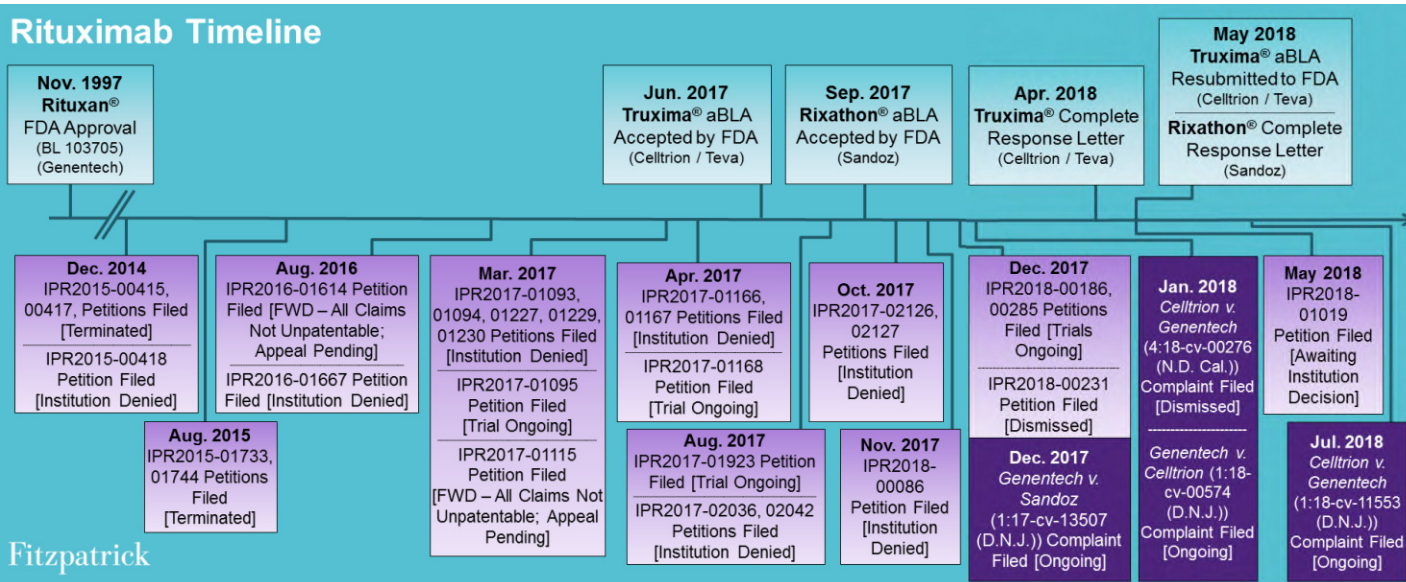 Rituximab Timeline
Nov. 1997
Rituxan®
FDA Approval
(BL 103705)
(Genentech)
Jun. 2017
Truxima® aBLA
Accepted by FDA
(Celltrion / Teva)
Sep. 2017
Rixathon® aBLA
Accepted by FDA
(Sandoz)
Apr. 2018
Truxima® Complete
Response Letter
(Celltrion / Teva)
May 2018
Truxima® aBLA
Resubmitted to FDA
(Celltrion / Teva)
Rixathon® Complete
Response Letter
(Sandoz)
Dec. 2014
IPR2015-00415,
00417, Petitions Filed
[Terminated]
IPR2015-00418
Petition Filed
[Institution Denied]
Aug. 2015
IPR2015-01733,
01744 Petitions
Filed
[Terminated]
Aug. 2016
IPR2016-01614 Petition
Filed [FWD – All Claims
Not Unpatentable;
Appeal Pending]
IPR2016-01667 Petition
Filed [Institution Denied]
Mar. 2017
IPR2017-01093,
01094, 01227, 01229,
01230 Petitions Filed
[Institution Denied]
IPR2017-01095
Petition Filed
[Trial Ongoing]
IPR2017-01115
Petition Filed
[FWD – All Claims Not
Unpatentable; Appeal
Pending]
Apr. 2017
IPR2017-01166,
01167 Petitions Filed
[Institution Denied]
IPR2017-01168
Petition Filed
[Trial Ongoing]
Aug. 2017
IPR2017-01923 Petition
Filed [Trial Ongoing]
IPR2017-02036, 02042
Petitions Filed
[Institution Denied]
Oct. 2017
IPR2017-02126,
02127
Petitions Filed
[Institution
Denied]
Nov. 2017
IPR2018-
00086
Petition Filed
[Institution
Denied]
Dec. 2017
IPR2018-00186,
00285 Petitions
Filed [Trials
Ongoing]
IPR2018-00231
Petition Filed
[Dismissed]
Dec. 2017
Genentech v.
Sandoz
(1:17-cv-13507
(D.N.J.)) Complaint
Filed [Ongoing]
Jan. 2018
Celltrion v.
Genentech
(4:18-cv-00276
(N.D. Cal.))
Complaint Filed
[Dismissed]
Genentech v.
Celltrion (1:18-
cv-00574
(D.N.J.))
Complaint Filed
[Ongoing]
May 2018
IPR2018-
01019
Petition Filed
[Awaiting
Institution
Decision]
Jul. 2018
Celltrion v.
Genentech
(1:18-cv-11553
(D.N.J.))
Complaint Filed
[Ongoing]
Fitzpatrick